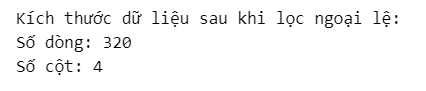 Kích thước dữ liệu sau khi lọc ngoại lệ:
Số dòng: 320
Số cột: 4